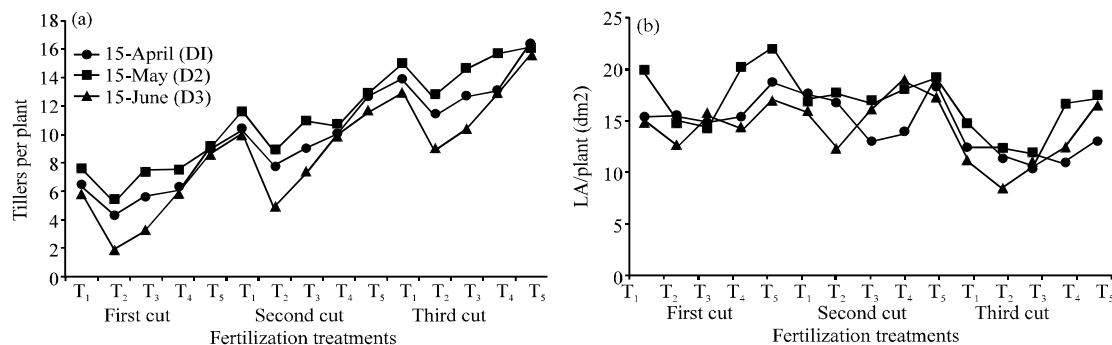 (a)
Tillers per plant
18
16
14
12
10
8
6
4
2
0
15-April (DI)
15-May (D2)
15-June (D3)
T1 T2 T3 T4 T5 T1 T2 T3 T4 T5 T1 T2 T3 T4 T5
First cut Second cut Third cut
Fertilization treatments
(b)
LA/plant (dm2)
25
20
15
10
5
0
T1 T2 T3 T4 T5 T1 T2 T3 T4 T5 T1 T2 T3 T4 T5
First cut Second cut Third cut
Fertilization treatments